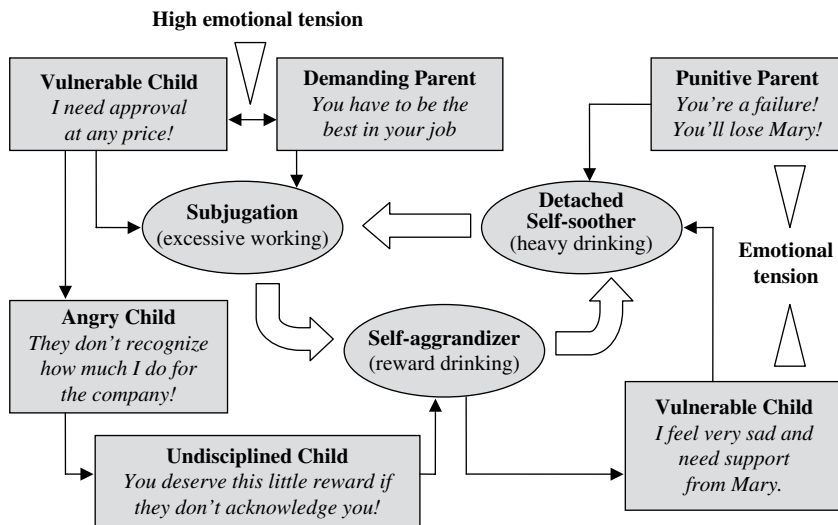 High emotional tension
Vulnerable Child
I need approval
at any price!
Demanding Parent
You have to be the
best in your job
Punitive Parent
You're a failure!
You'll lose Mary!
Subjugation
(excessive working)
Detached
Self-soother
(heavy drinking)
Emotional
tension
Angry Child
They don't recognize
how much I do for
the company!
Self-aggrandizer
(reward drinking)
Vulnerable Child
I feel very sad and
need support
from Mary.
Undisciplined Child
You deserve this little reward if
they don't acknowledge you!